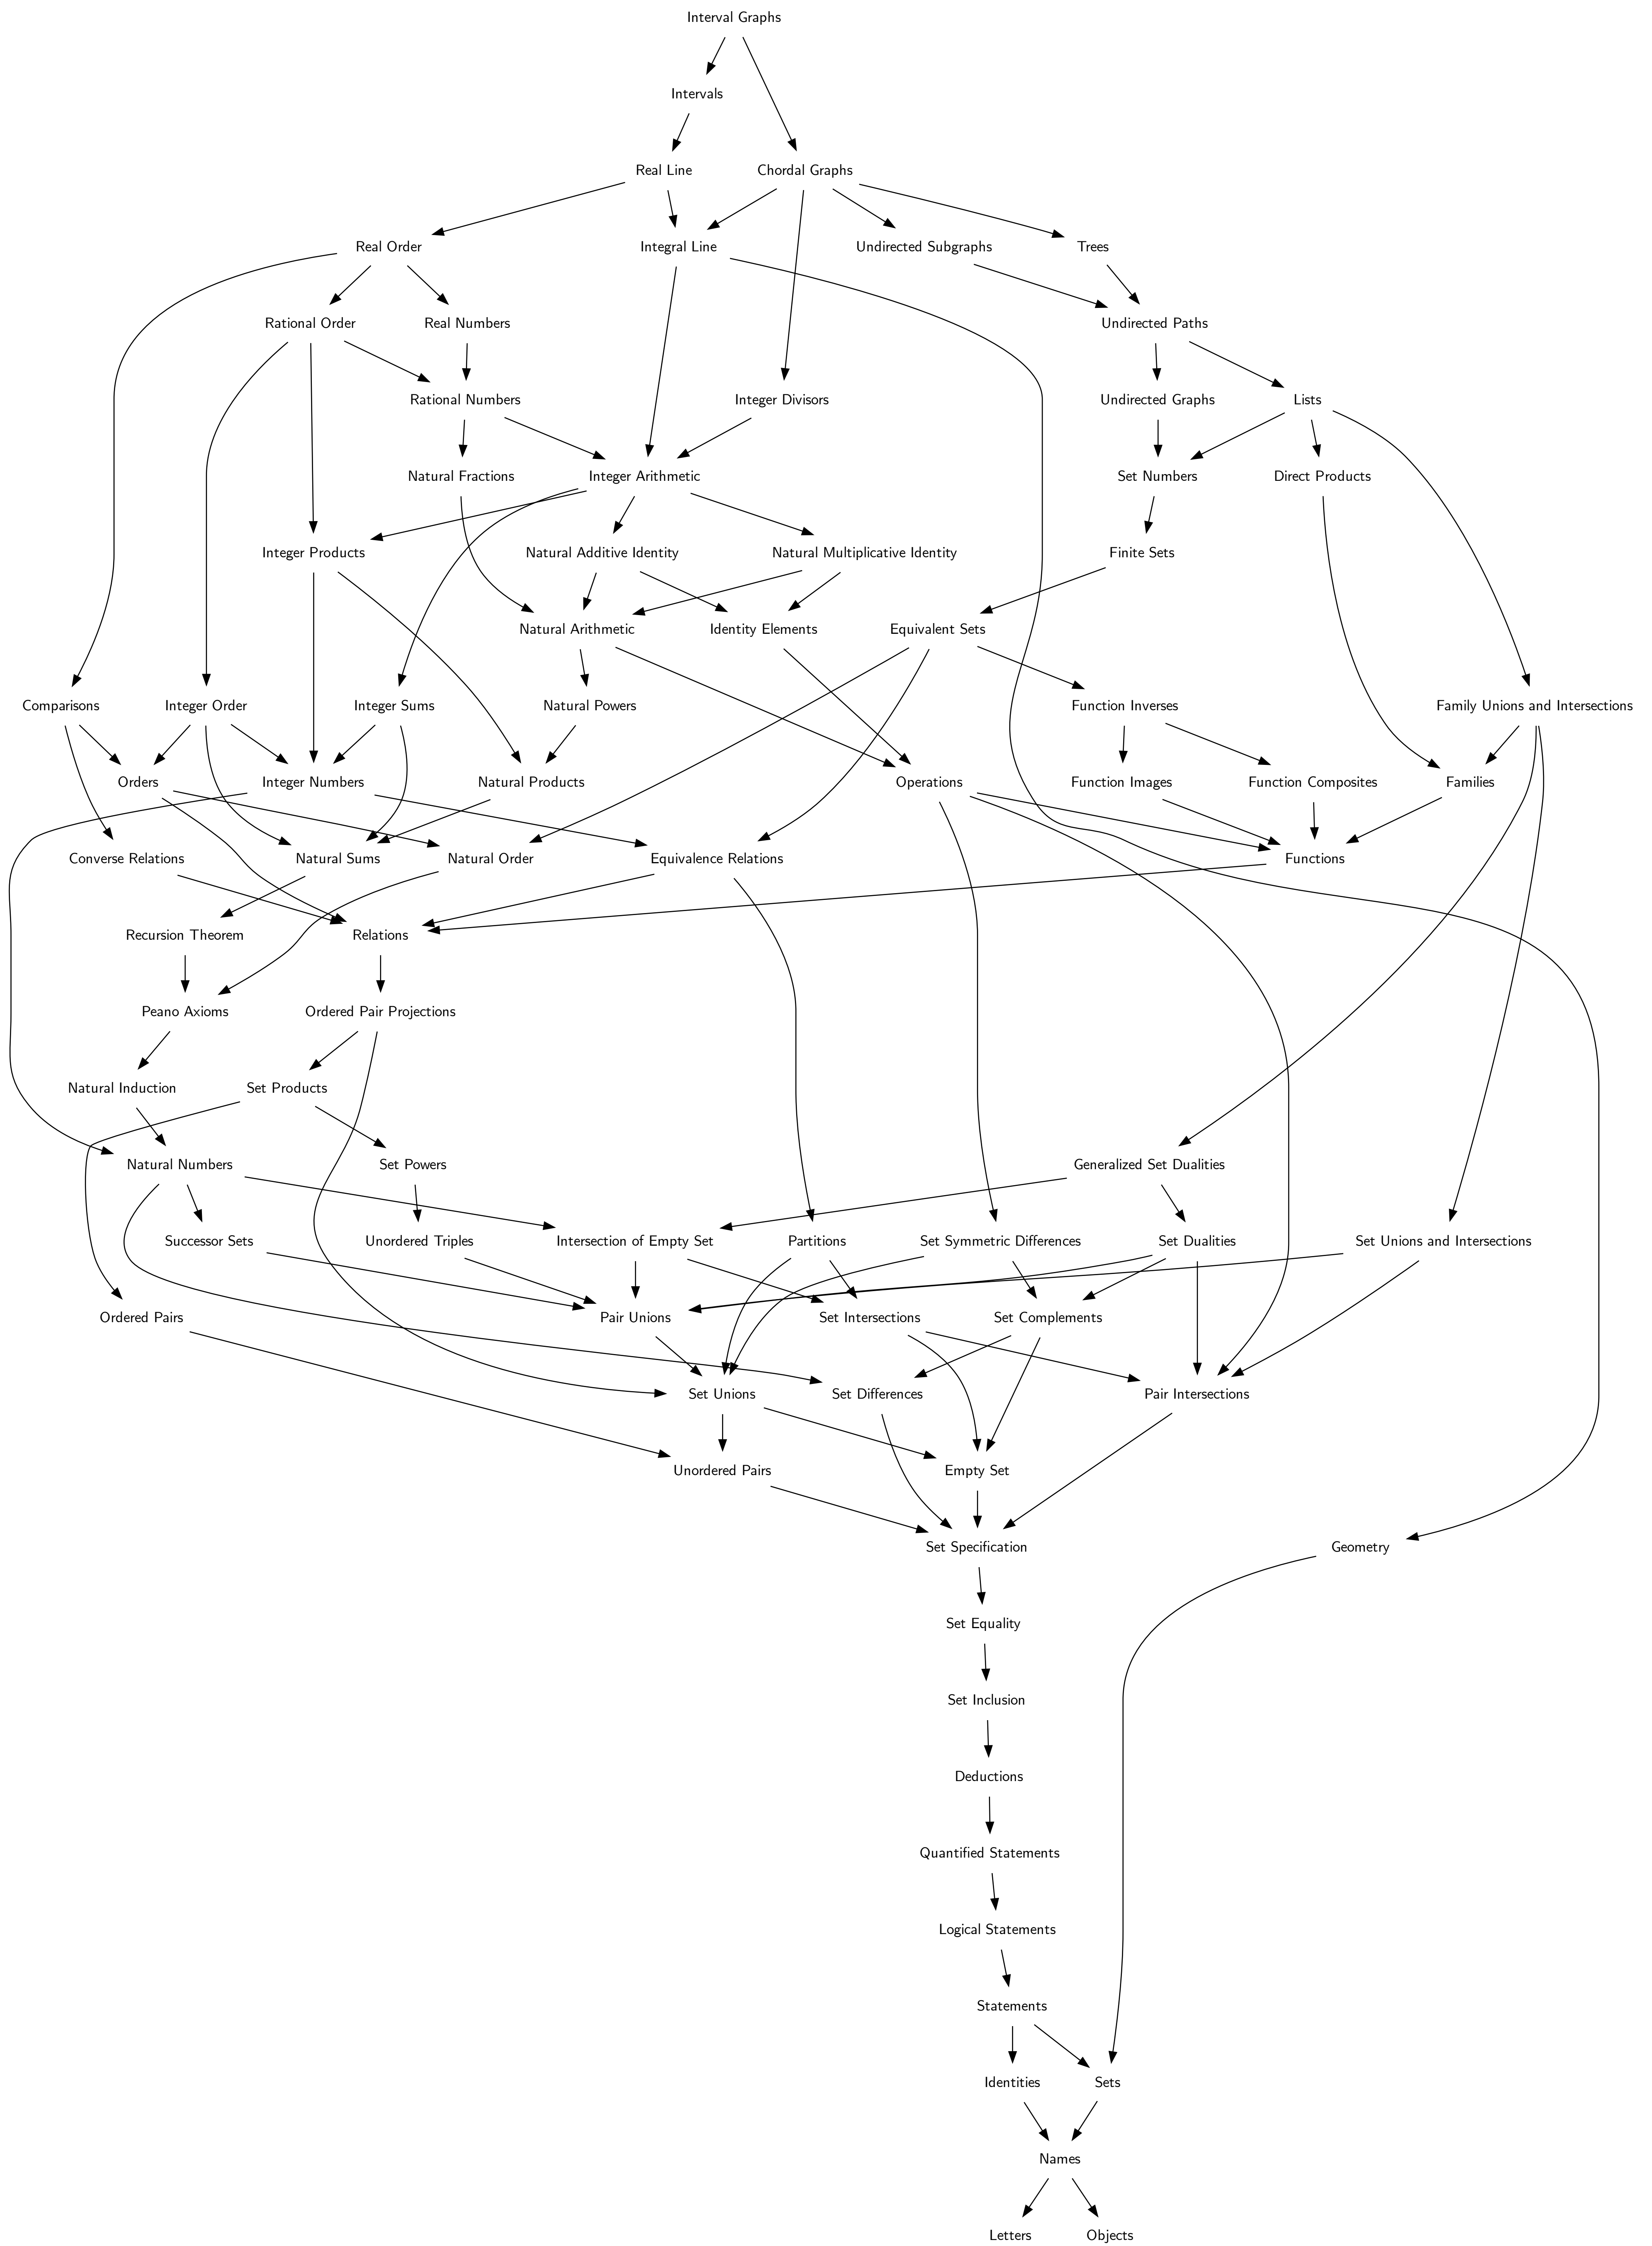 Interval Graphs
Intervals
Real Line
Chordal Graphs
Real Order
Integral Line
Undirected Subgraphs
Trees
Rational Order
Real Numbers
Undirected Paths
Rational Numbers
Integer Divisors
Undirected Graphs
Lists
Natural Fractions
Integer Arithmetic
Set Numbers
Direct Products
Integer Products
Natural Additive Identity
Natural Multiplicative Identity
Finite Sets
Natural Arithmetic
Identity Elements
Equivalent Sets
Comparisons
Integer Order
Integer Sums
Natural Powers
Function Inverses
Family Unions and Intersections
Orders
Integer Numbers
Natural Products
Operations
Function Images
Function Composites
Families
Converse Relations
Natural Sums
Natural Order
Equivalence Relations
Functions
Recursion Theorem
Relations
Peano Axioms
Ordered Pair Projections
Natural Induction
Set Products
Natural Numbers
Set Powers
Generalized Set Dualities
Successor Sets
Unordered Triples
Intersection of Empty Set
Partitions
Set Symmetric Differences
Set Dualities
Set Unions and Intersections
Ordered Pairs
Pair Unions
Set Intersections
Set Complements
Set Unions
Set Differences
Pair Intersections
Unordered Pairs
Empty Set
Set Specification
Geometry
Set Equality
Set Inclusion
Deductions
Quantified Statements
Logical Statements
Statements
Identities
Sets
Names
Letters
Objects